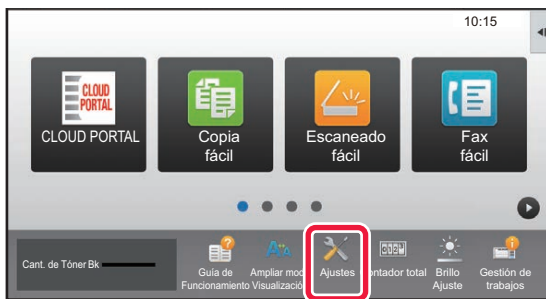 10:15
CLOUD
PORTAL
CLOUD PORTAL
Copia
fácil
Escaneado
fácil
Fax
fácil
Cant. de Tóner Bk
Guía de
Funcionamiento
Ampliar mod
Visualizació
Ajustes
ontador total
Brillo
Ajuste
Gestión de
trabajos